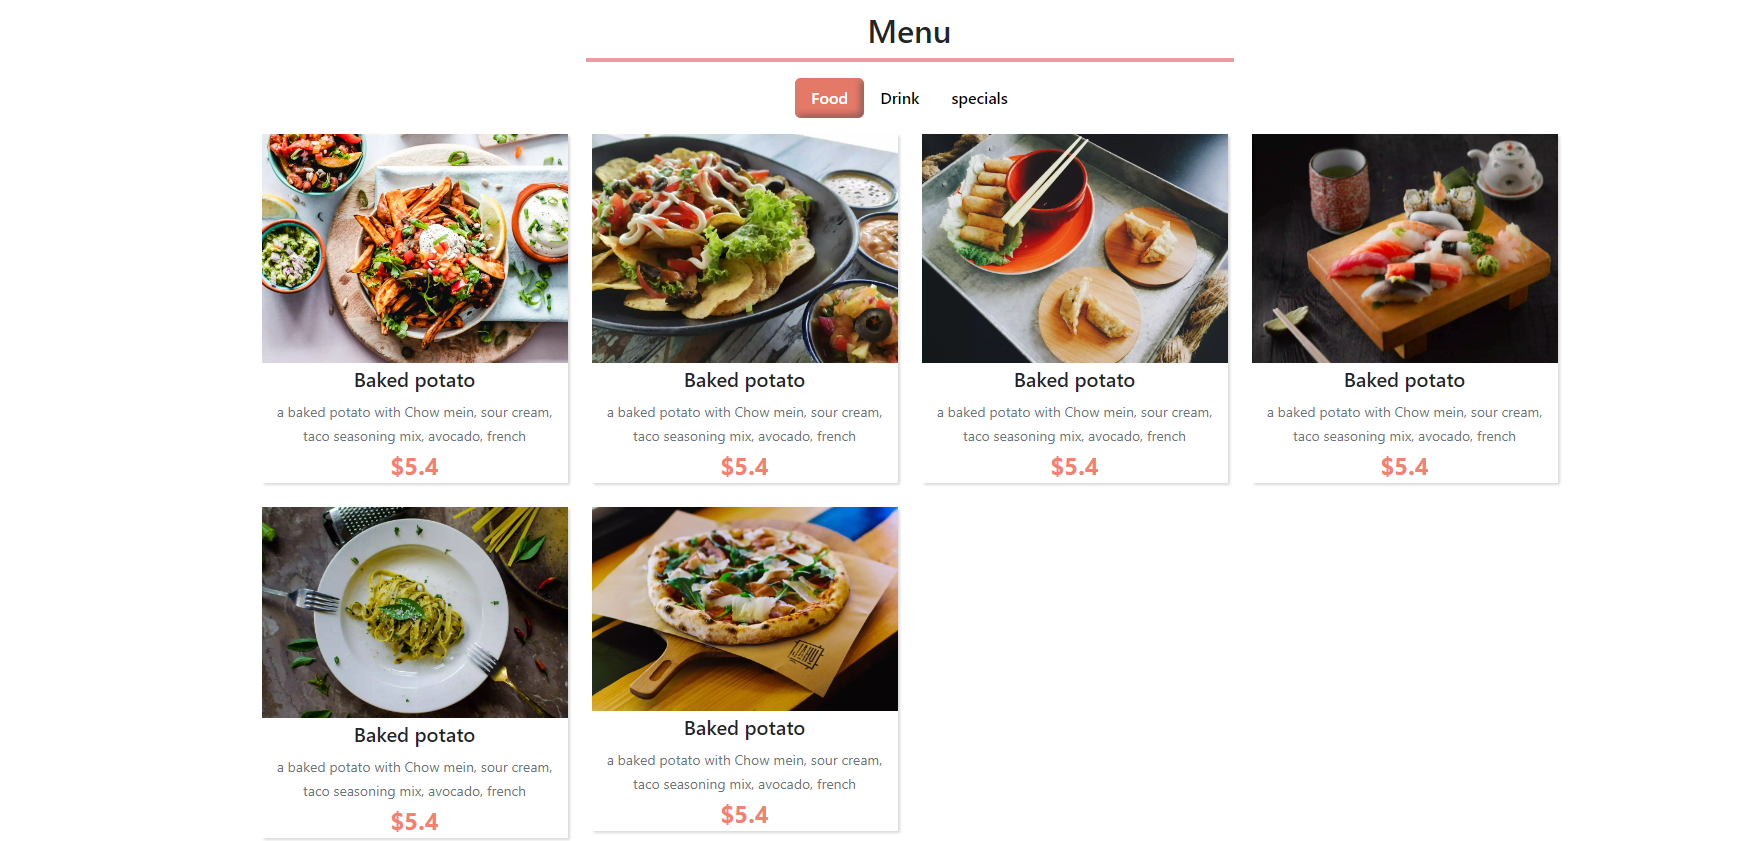 Menu
Food Drink specials
Baked potato
a baked potato with Chow mein, sour cream,
taco seasoning mix, avocado, french
$5.4
Baked potato
a baked potato with Chow mein, sour cream,
taco seasoning mix, avocado, french
$5.4
Baked potato
a baked potato with Chow mein, sour cream,
taco seasoning mix, avocado, french
$5.4
Baked potato
a baked potato with Chow mein, sour cream,
taco seasoning mix, avocado, french
$5.4
Baked potato
a baked potato with Chow mein, sour cream,
taco seasoning mix, avocado, french
$5.4
Baked potato
a baked potato with Chow mein, sour cream,
taco seasoning mix, avocado, french
$5.4